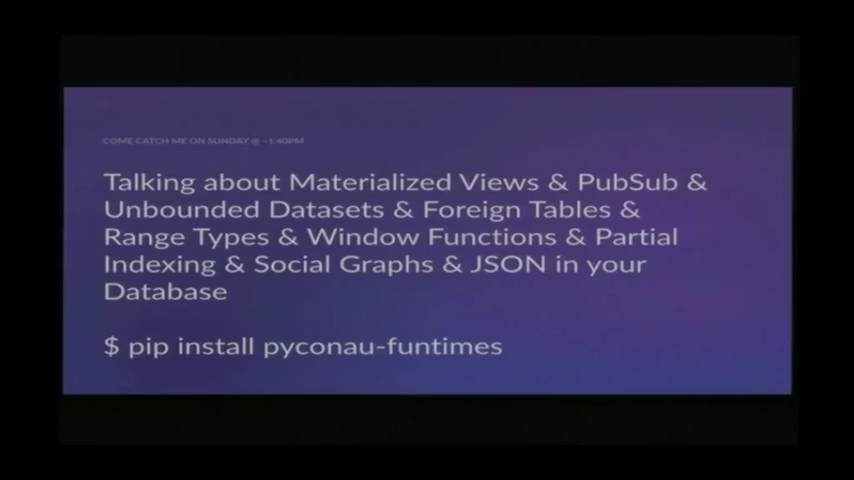 COME CATCH ME ON SUNDAY @ ~1:40PM
Talking about Materialized Views & PubSub &
Unbounded Datasets & Foreign Tables &
Range Types & Window Functions & Partial
Indexing & Social Graphs & JSON in your
Database
$ pip install pyconau-funtimes